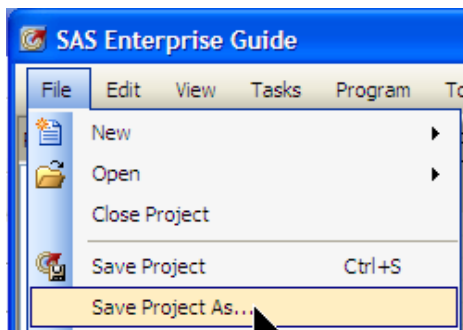 SAS Enterprise Guide
File Edit View Tasks Program
New
Open
Close Project
Save Project Ctrl+S
Save Project As...